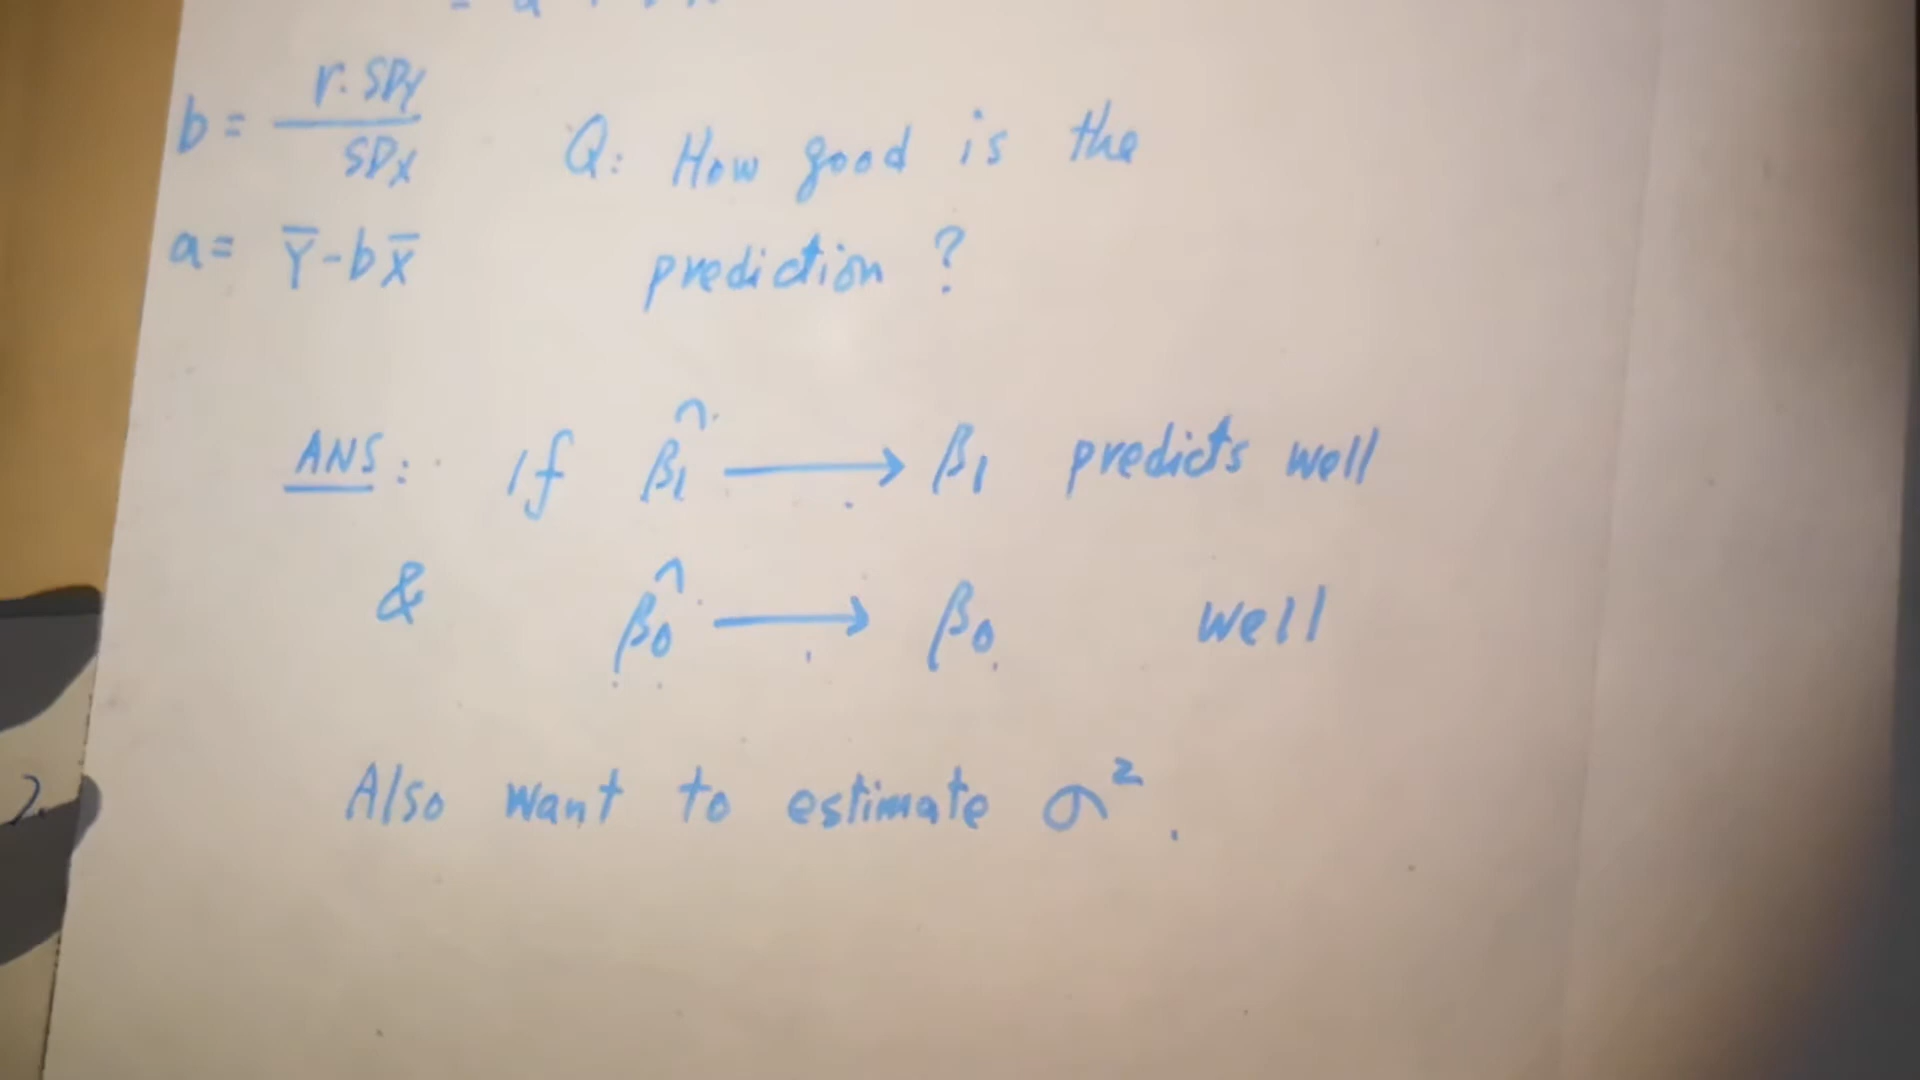 b = r. SDy / SDx
a = Y̅ - b X̅
Q: How good is the
prediction ?
ANS: If β̂1 → β1 predicts well
& β̂0 → β0 well
Also want to estimate σ².